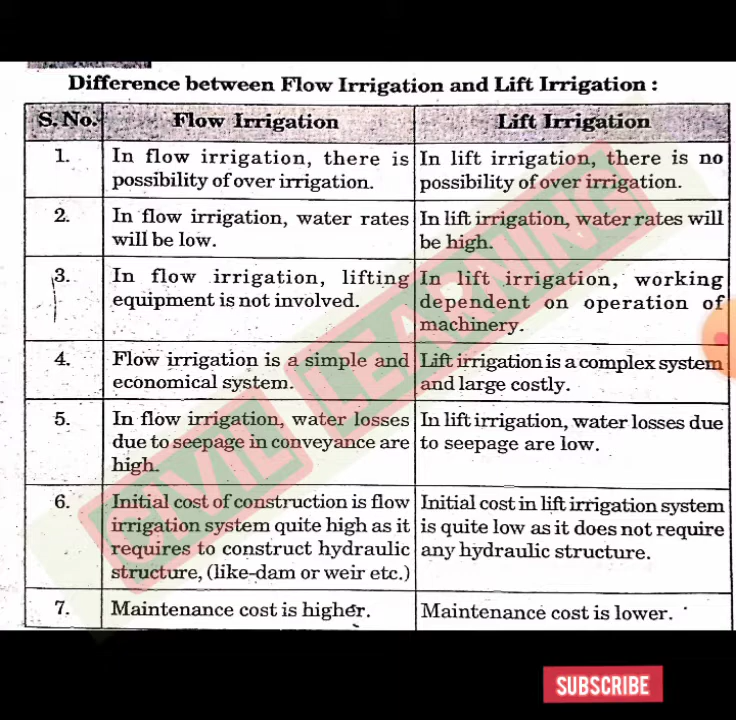 Difference between Flow Irrigation and Lift Irrigation :
S. No. Flow Irrigation Lift Irrigation
1. In flow irrigation, there is In lift irrigation, there is no
possibility of over irrigation. possibility of over irrigation.
2. In flow irrigation, water rates In lift irrigation, water rates will
will be low. be high.
3. In flow irrigation, lifting In lift irrigation, working
equipment is not involved. dependent on operation of
machinery.
4. Flow irrigation is a simple and Lift irrigation is a complex system
economical system. and large costly.
5. In flow irrigation, water losses In lift irrigation, water losses due
due to seepage in conveyance are to seepage are low.
high.
6. Initial cost of construction is flow Initial cost in lift irrigation system
irrigation system quite high as it is quite low as it does not require
requires to construct hydraulic any hydraulic structure.
structure, (like-dam or weir etc.)
7. Maintenance cost is higher. Maintenance cost is lower.
CIVIL LEARNING
SUBSCRIBE